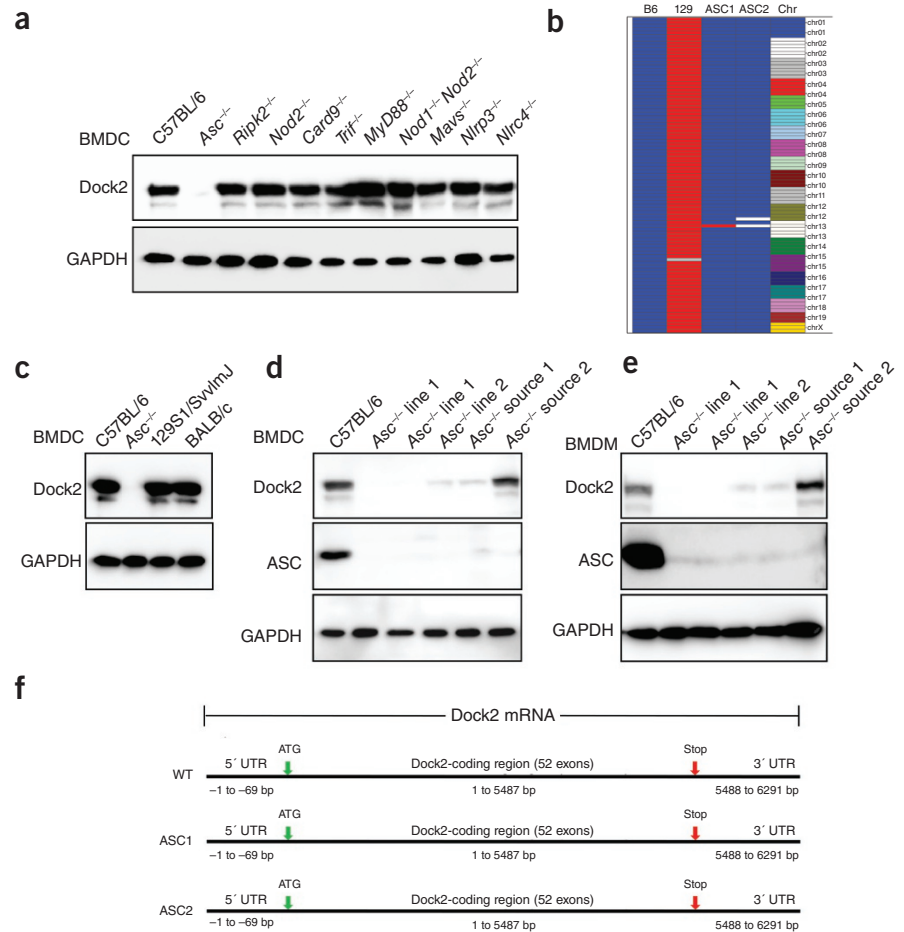 a
BMDC C57BL/6 Asc–/– Ripk2–/– Nod2–/– Card9–/– Trif–/– MyD88–/– Nod1–/– Nod2–/– Mavs–/– Nlrp3–/– Nlrc4–/–
Dock2
GAPDH
b
B6 129 ASC1 ASC2 Chr
chr01
chr01
chr02
chr02
chr03
chr03
chr04
chr04
chr05
chr06
chr06
chr07
chr08
chr08
chr09
chr10
chr10
chr11
chr12
chr12
chr13
chr13
chr14
chr15
chr15
chr16
chr17
chr17
chr18
chr19
chrX
c
BMDC C57BL/6 Asc–/– 129S1/SvvImJ BALB/c
Dock2
GAPDH
d
BMDC C57BL/6 Asc–/– line 1 Asc–/– line 1 Asc–/– line 2 Asc–/– source 1 Asc–/– source 2
Dock2
ASC
GAPDH
e
BMDM C57BL/6 Asc–/– line 1 Asc–/– line 1 Asc–/– line 2 Asc–/– source 1 Asc–/– source 2
Dock2
ASC
GAPDH
f
Dock2 mRNA
ATG Stop
5´ UTR Dock2-coding region (52 exons) 3´ UTR
WT
–1 to –69 bp 1 to 5487 bp 5488 to 6291 bp
ATG Stop
5´ UTR Dock2-coding region (52 exons) 3´ UTR
ASC1
–1 to –69 bp 1 to 5487 bp 5488 to 6291 bp
ATG Stop
5´ UTR Dock2-coding region (52 exons) 3´ UTR
ASC2
–1 to –69 bp 1 to 5487 bp 5488 to 6291 bp